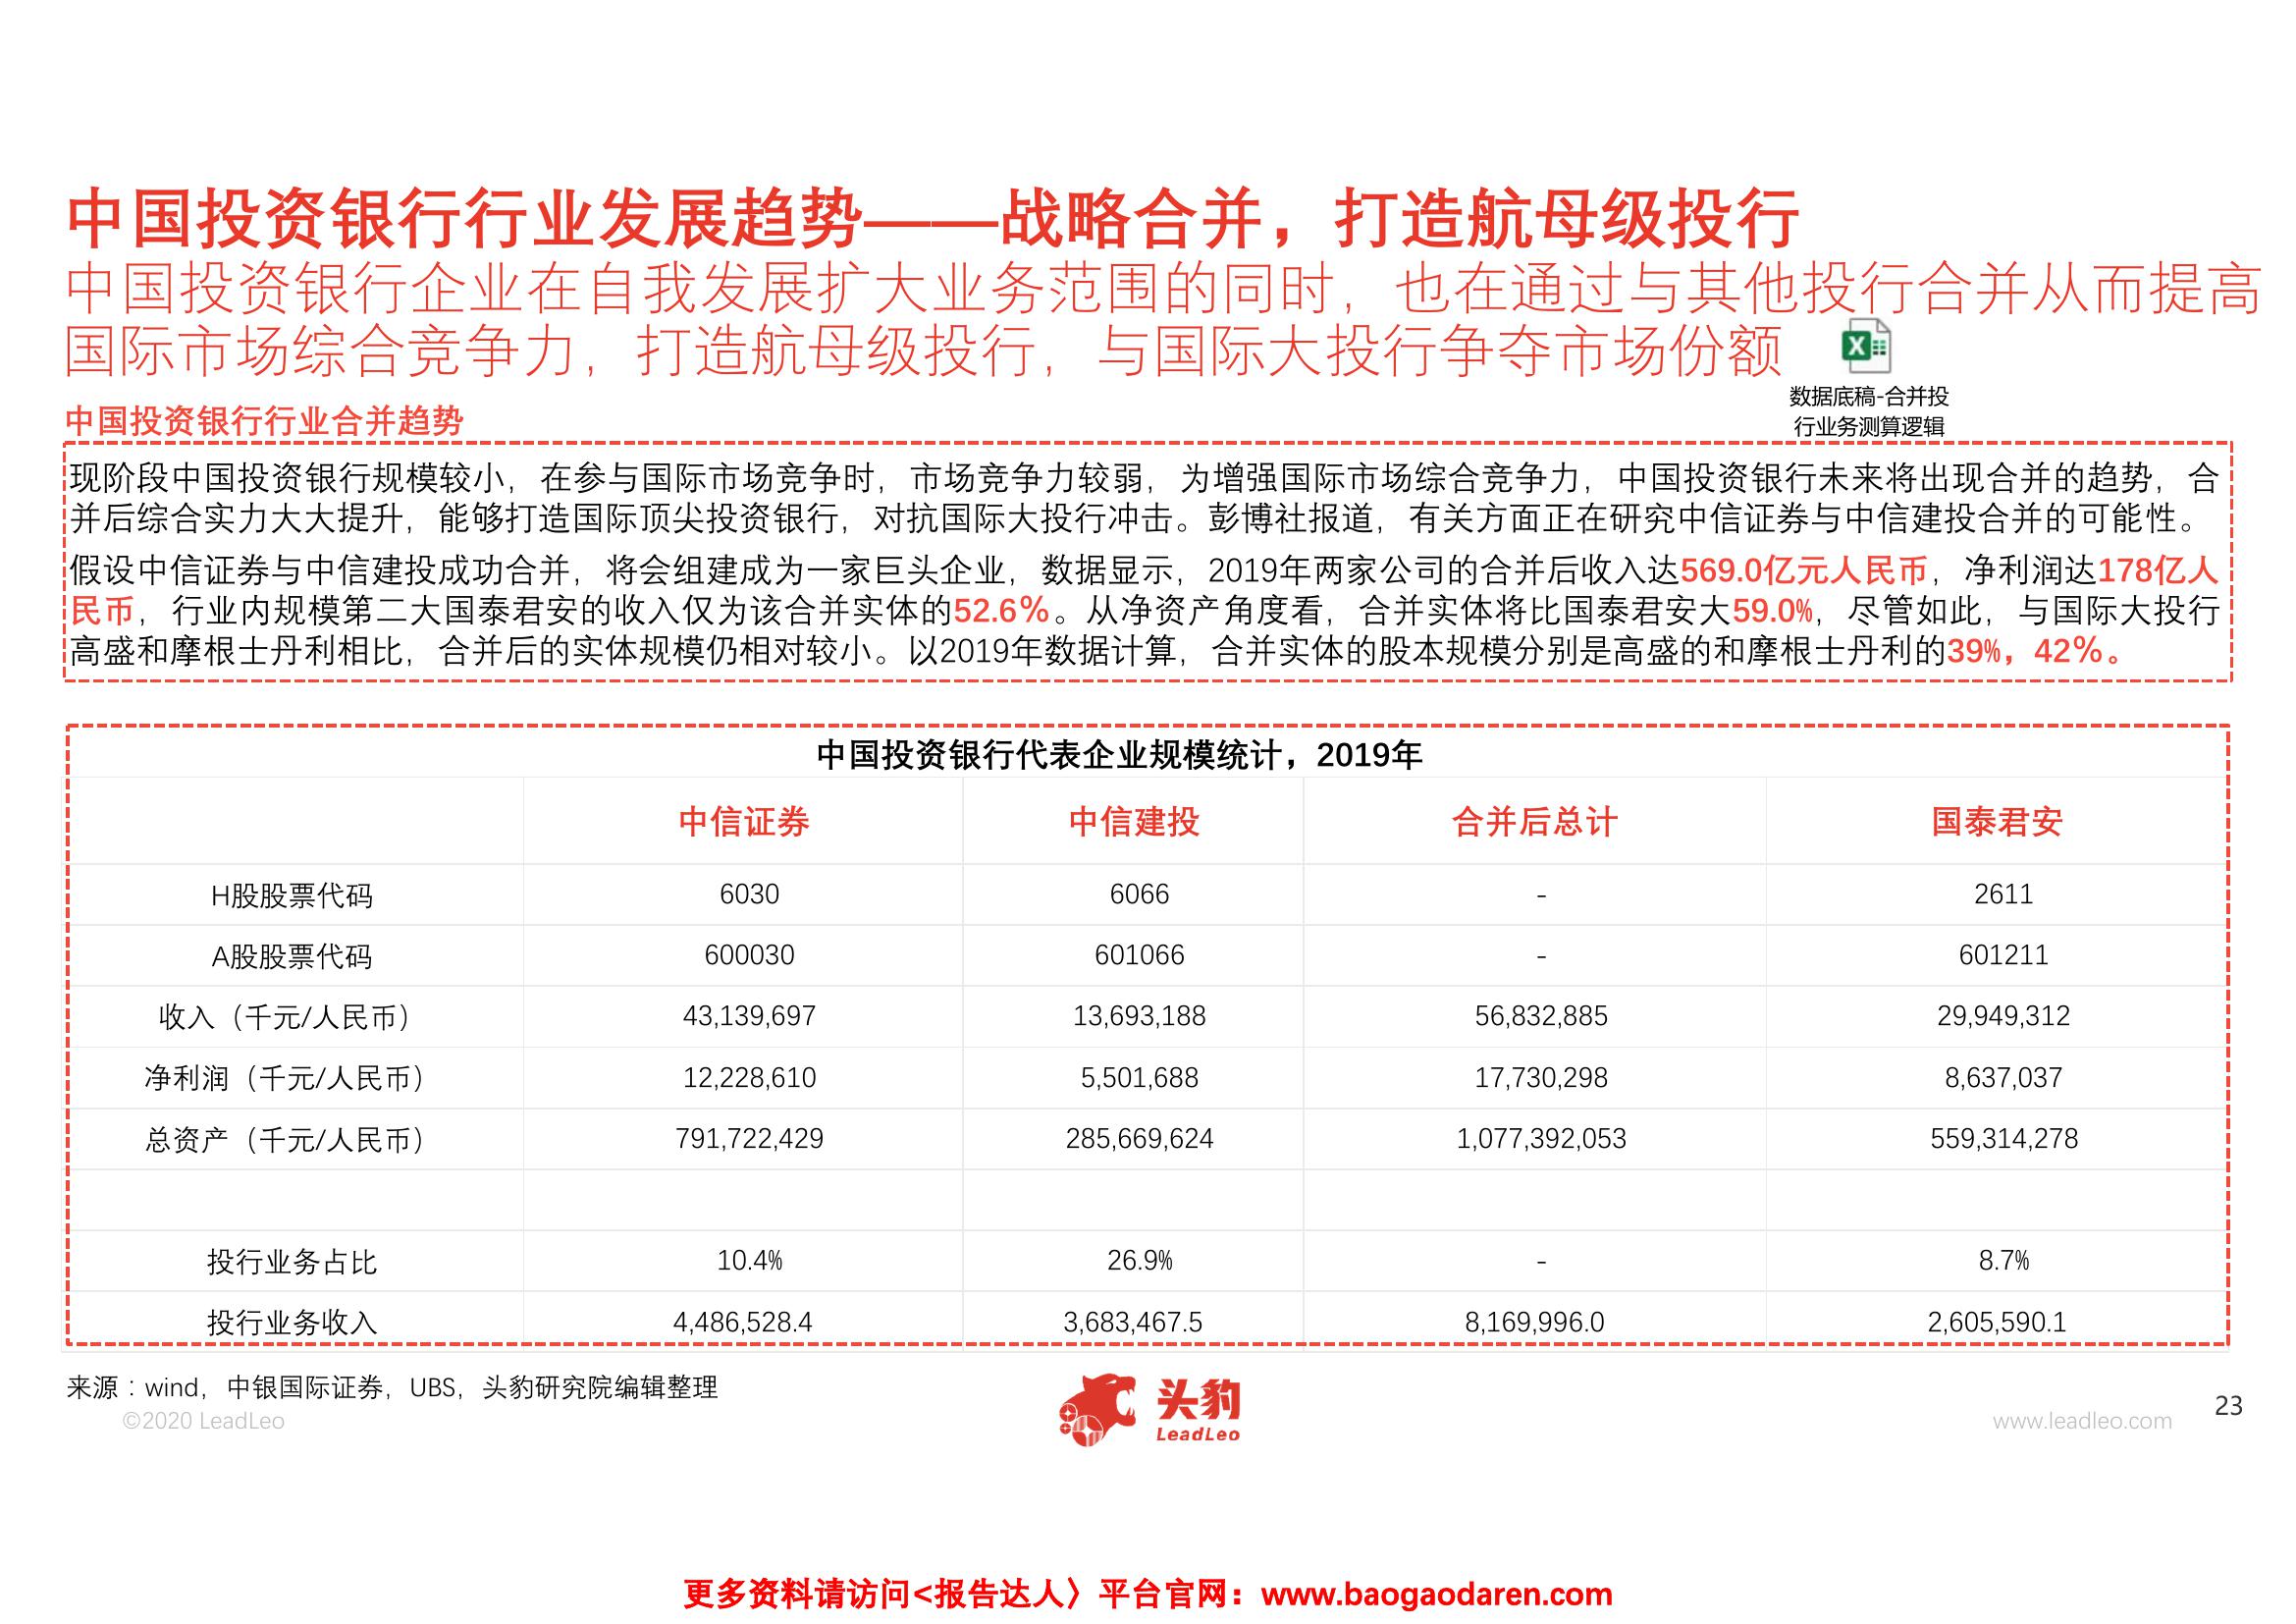 中国投资银行行业发展趋势——战略合并，打造航母级投行
中国投资银行企业在自我发展扩大业务范围的同时，也在通过与其他投行合并从而提高
国际市场综合竞争力，打造航母级投行，与国际大投行争夺市场份额
数据底稿-合并投
行业务测算逻辑
中国投资银行行业合并趋势
现阶段中国投资银行规模较小，在参与国际市场竞争时，市场竞争力较弱，为增强国际市场综合竞争力，中国投资银行未来将出现合并的趋势，合
并后综合实力大大提升，能够打造国际顶尖投资银行，对抗国际大投行冲击。彭博社报道，有关方面正在研究中信证券与中信建投合并的可能性。
假设中信证券与中信建投成功合并，将会组建成为一家巨头企业，数据显示，2019年两家公司的合并后收入达569.0亿元人民币，净利润达178亿人
民币，行业内规模第二大国泰君安的收入仅为该合并实体的52.6%。从净资产角度看，合并实体将比国泰君安大59.0%，尽管如此，与国际大投行
高盛和摩根士丹利相比，合并后的实体规模仍相对较小。以2019年数据计算，合并实体的股本规模分别是高盛的和摩根士丹利的39%，42%。
中国投资银行代表企业规模统计，2019年
中信证券 中信建投 合并后总计 国泰君安
H股股票代码 6030 6066 - 2611
A股股票代码 600030 601066 - 601211
收入（千元/人民币） 43,139,697 13,693,188 56,832,885 29,949,312
净利润（千元/人民币） 12,228,610 5,501,688 17,730,298 8,637,037
总资产（千元/人民币） 791,722,429 285,669,624 1,077,392,053 559,314,278
投行业务占比 10.4% 26.9% - 8.7%
投行业务收入 4,486,528.4 3,683,467.5 8,169,996.0 2,605,590.1
来源：wind，中银国际证券，UBS，头豹研究院编辑整理
©2020 LeadLeo
头豹
LeadLeo
www.leadleo.com
23
更多资料请访问<报告达人〉平台官网：www.baogaodaren.com